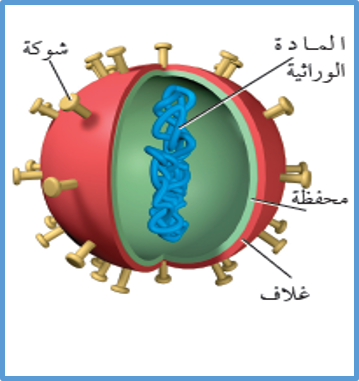 شوكة
المادة
الوراثية
محفظة
غلاف